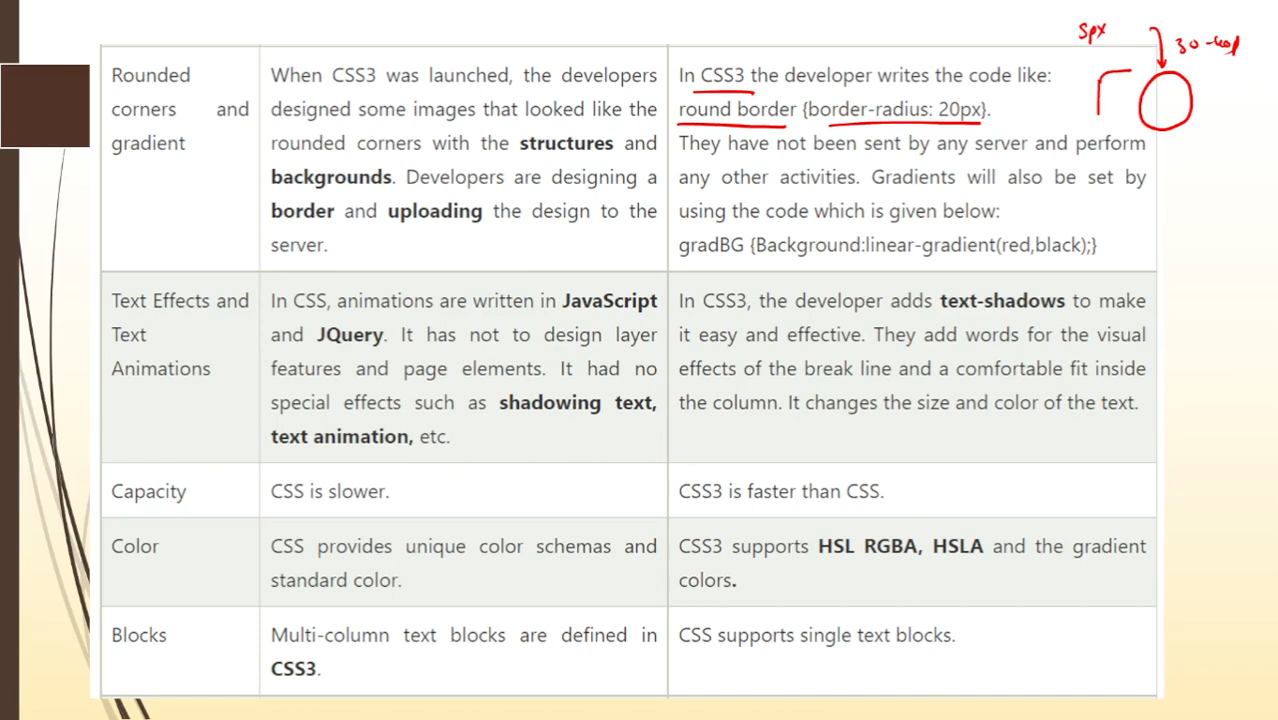 5px
Rounded
corners and
gradient
When CSS3 was launched, the developers
designed some images that looked like the
rounded corners with the structures and
backgrounds. Developers are designing a
border and uploading the design to the
server.
In CSS3 the developer writes the code like:
round border {border-radius: 20px}.
They have not been sent by any server and perform
any other activities. Gradients will also be set by
using the code which is given below:
gradBG {Background:linear-gradient(red,black);}
Text Effects and
Text
Animations
In CSS, animations are written in JavaScript
and JQuery. It has not to design layer
features and page elements. It had no
special effects such as shadowing text,
text animation, etc.
In CSS3, the developer adds text-shadows to make
it easy and effective. They add words for the visual
effects of the break line and a comfortable fit inside
the column. It changes the size and color of the text.
Capacity
CSS is slower.
CSS3 is faster than CSS.
Color
CSS provides unique color schemas and
standard color.
CSS3 supports HSL RGBA, HSLA and the gradient
colors.
Blocks
Multi-column text blocks are defined in
CSS3.
CSS supports single text blocks.